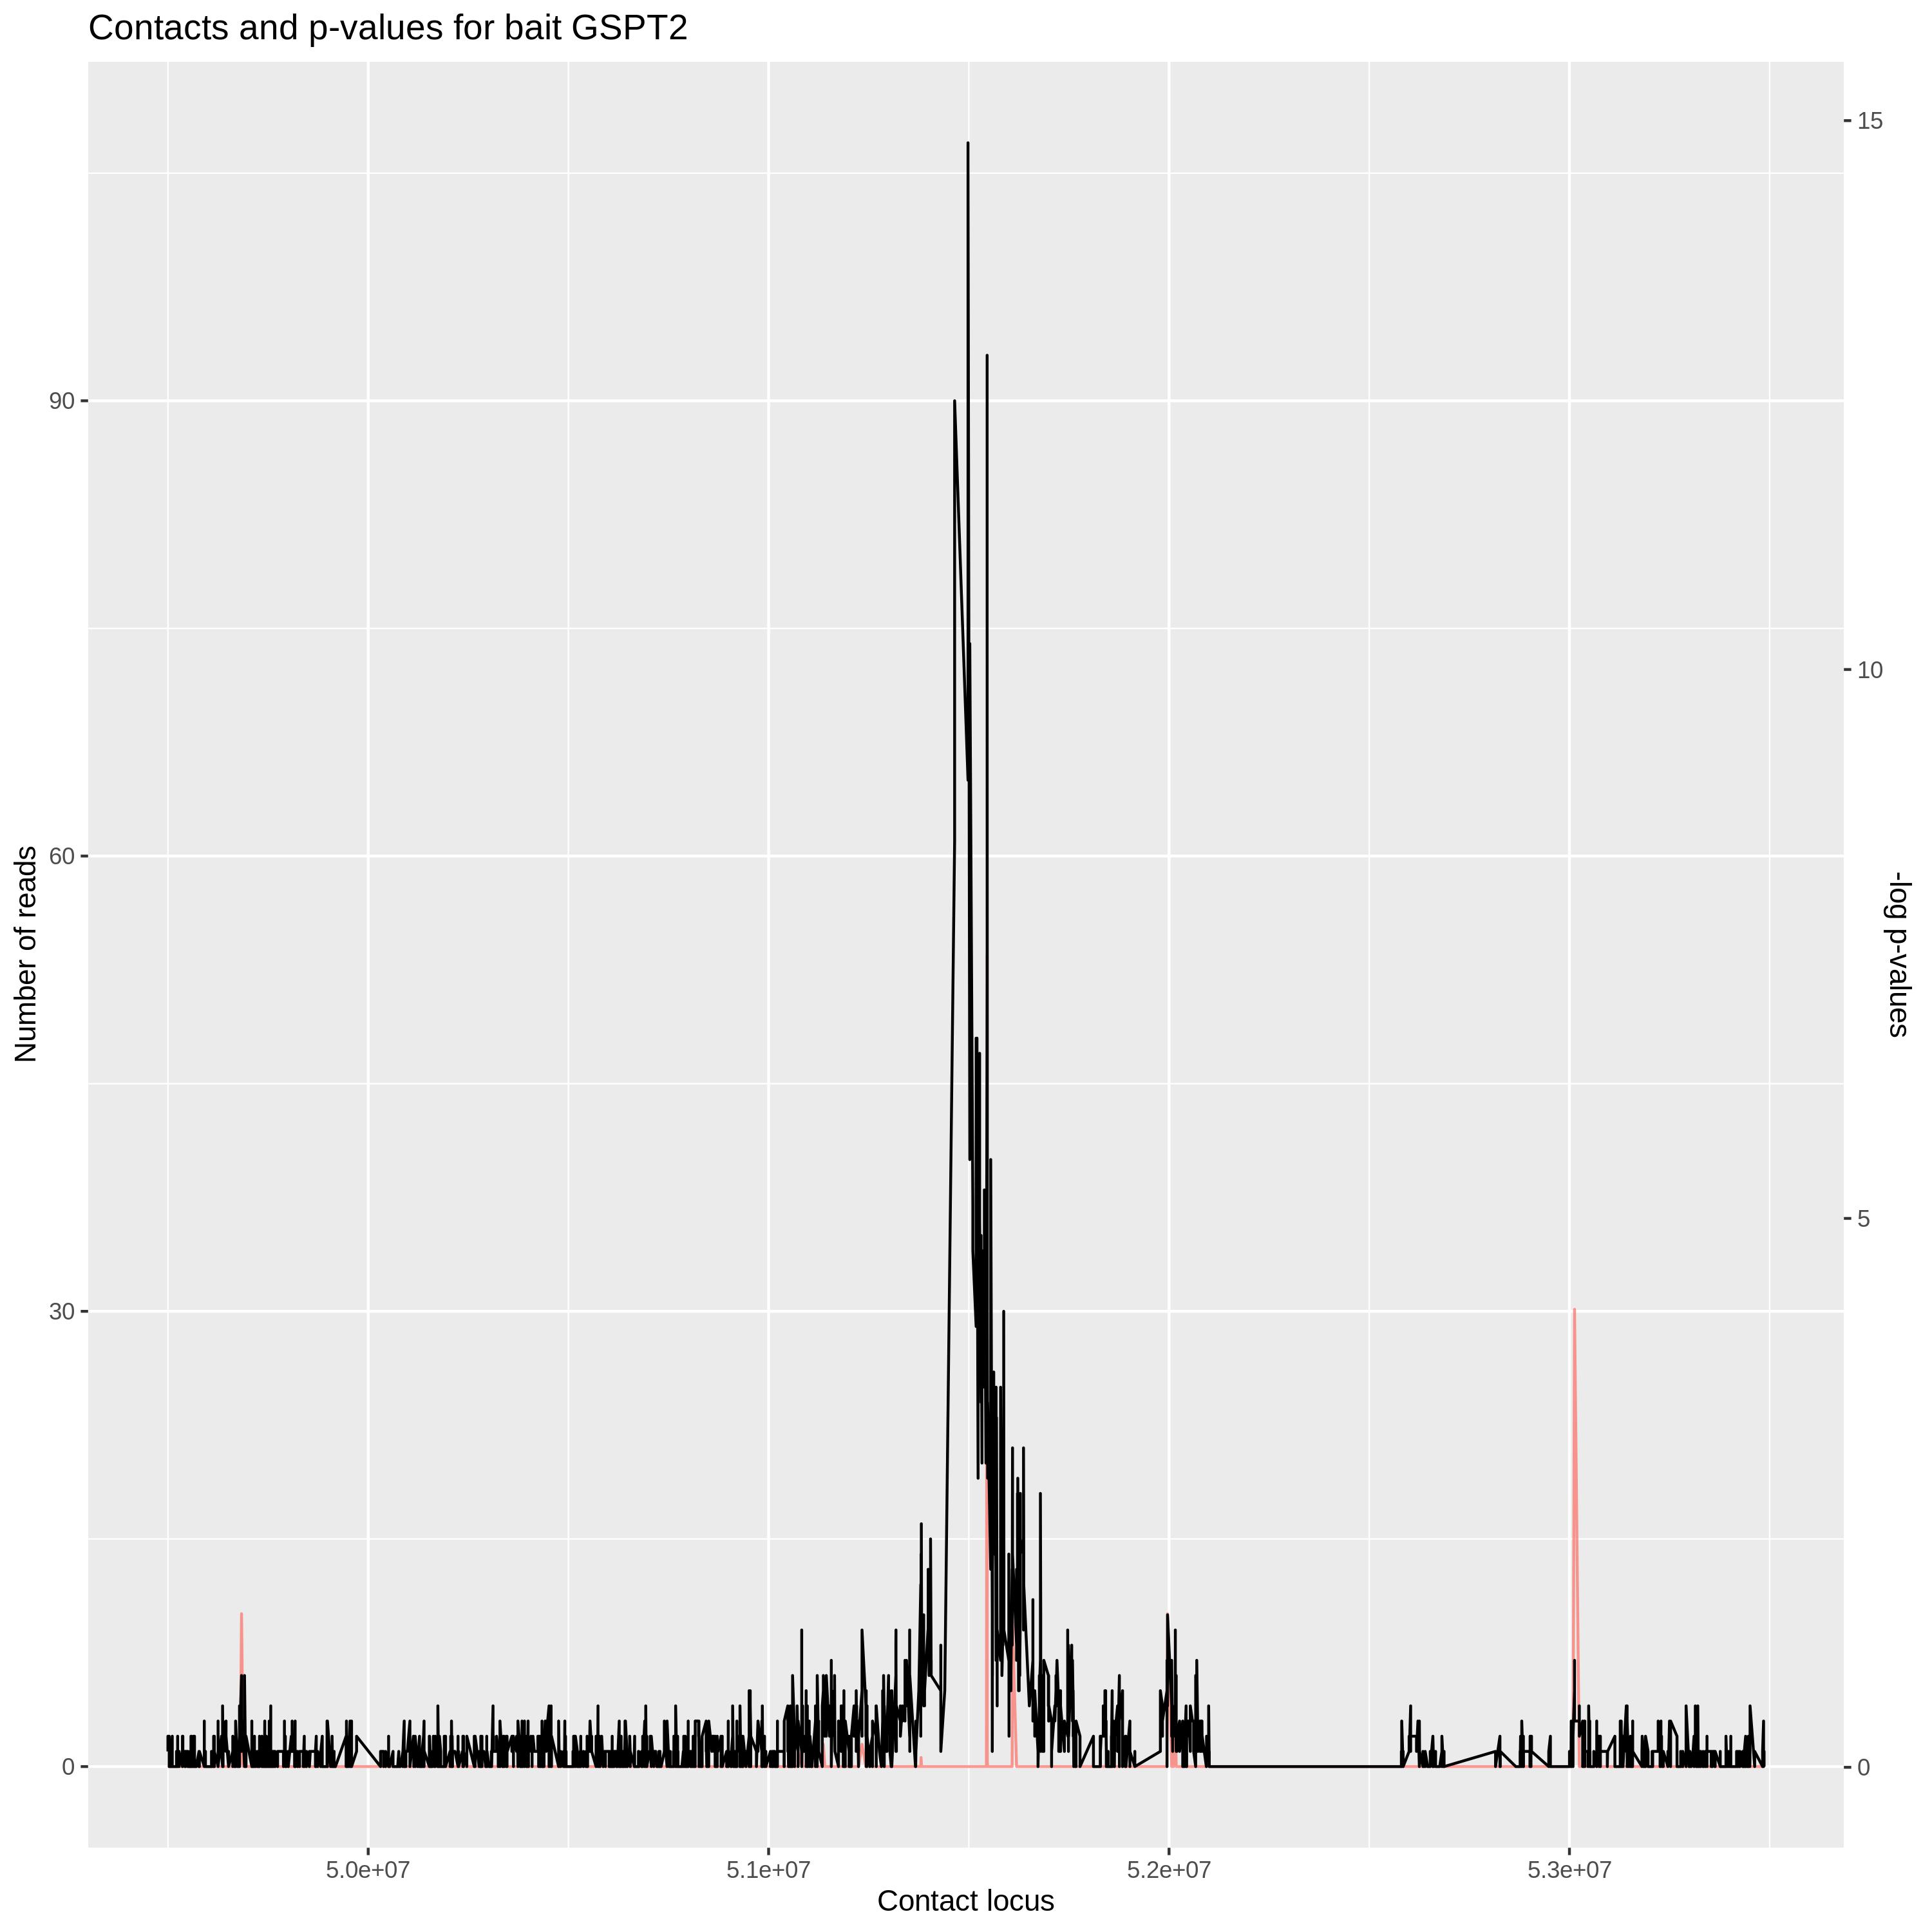 Contacts and p-values for bait GSPT2
15
90
10
60
Number of reads
-log p-values
5
30
0
0
5.0e+07
5.1e+07
5.2e+07
5.3e+07
Contact locus